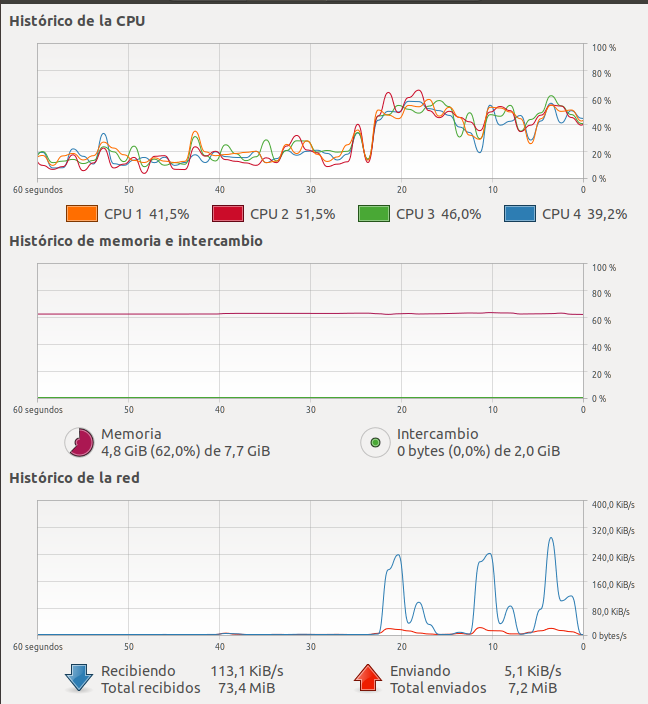 Histórico de la CPU
100 %
80 %
60 %
40 %
20 %
0 %
60 segundos 50 40 30 20 10 0
CPU 1 41,5% CPU 2 51,5% CPU 3 46,0% CPU 4 39,2%
Histórico de memoria e intercambio
100 %
80 %
60 %
40 %
20 %
0 %
60 segundos 50 40 30 20 10 0
Memoria Intercambio
4,8 GiB (62,0%) de 7,7 GiB 0 bytes (0,0%) de 2,0 GiB
Histórico de la red
400,0 KiB/s
320,0 KiB/s
240,0 KiB/s
160,0 KiB/s
80,0 KiB/s
0 bytes/s
60 segundos 50 40 30 20 10 0
Recibiendo 113,1 KiB/s Enviando 5,1 KiB/s
Total recibidos 73,4 MiB Total enviados 7,2 MiB